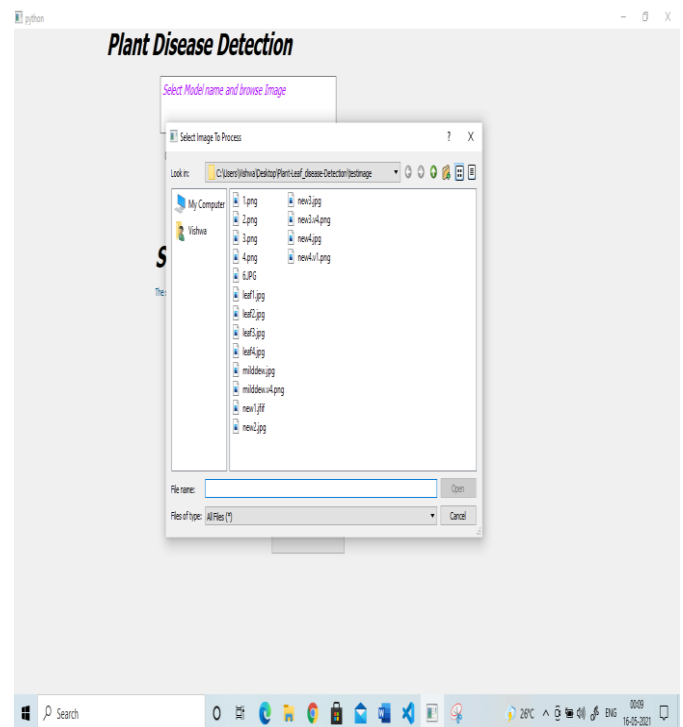 python
Plant Disease Detection
Select Model name and browse Image
Select Image To Process
Look in: C:\Users\Vishwa\Desktop\Plant-Leaf_disease-Detection\testimage
My Computer
Vishwa
1.png
2.png
3.png
4.png
6.JPG
leaf1.jpg
leaf2.jpg
leaf3.jpg
leaf4.jpg
milddew.jpg
milddew.v4.png
new1.jfif
new2.jpg
new3.jpg
new3.v4.png
new4.jpg
new4.v1.png
S
The
File name:
Open
Files of type: All Files (*)
Cancel
Search
26°C
ENG
00:09
16-05-2021